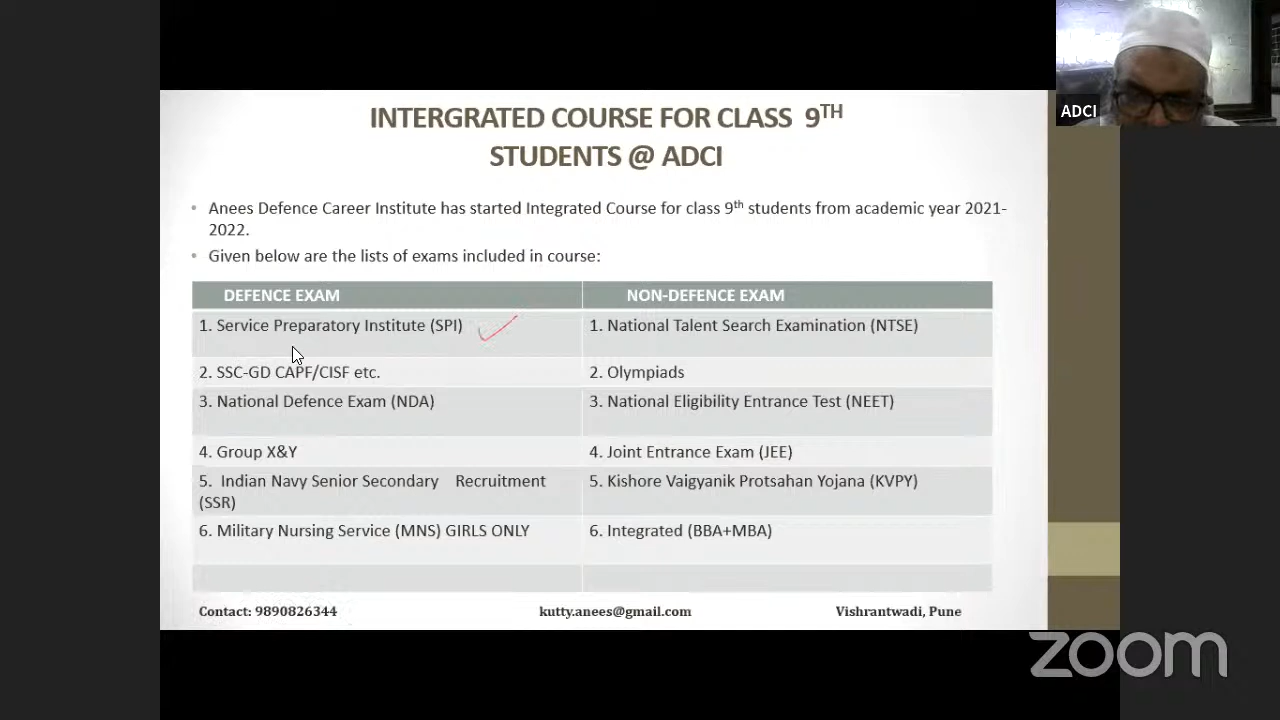 INTERGRATED COURSE FOR CLASS 9TH
STUDENTS @ ADCI
ADCI
• Anees Defence Career Institute has started Integrated Course for class 9th students from academic year 2021-
2022.
• Given below are the lists of exams included in course:
DEFENCE EXAM NON-DEFENCE EXAM
1. Service Preparatory Institute (SPI) 1. National Talent Search Examination (NTSE)
2. SSC-GD CAPF/CISF etc. 2. Olympiads
3. National Defence Exam (NDA) 3. National Eligibility Entrance Test (NEET)
4. Group X&Y 4. Joint Entrance Exam (JEE)
5. Indian Navy Senior Secondary Recruitment 5. Kishore Vaigyanik Protsahan Yojana (KVPY)
(SSR)
6. Military Nursing Service (MNS) GIRLS ONLY 6. Integrated (BBA+MBA)
Contact: 9890826344 kutty.anees@gmail.com Vishrantwadi, Pune
zoom